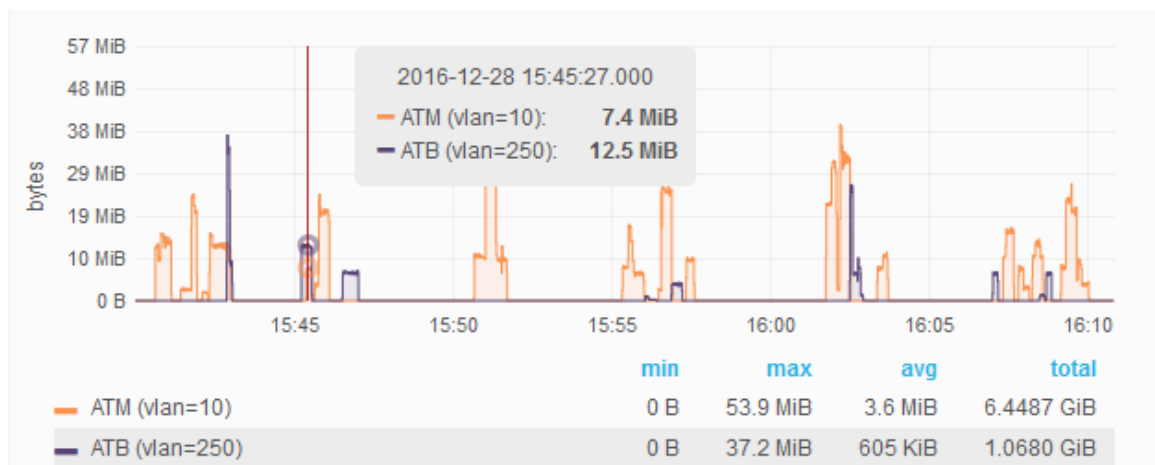 57 MiB
48 MiB
38 MiB
29 MiB
19 MiB
10 MiB
0 B
bytes
2016-12-28 15:45:27.000
ATM (vlan=10): 7.4 MiB
ATB (vlan=250): 12.5 MiB
15:45 15:50 15:55 16:00 16:05 16:10
min max avg total
ATM (vlan=10) 0 B 53.9 MiB 3.6 MiB 6.4487 GiB
ATB (vlan=250) 0 B 37.2 MiB 605 KiB 1.0680 GiB